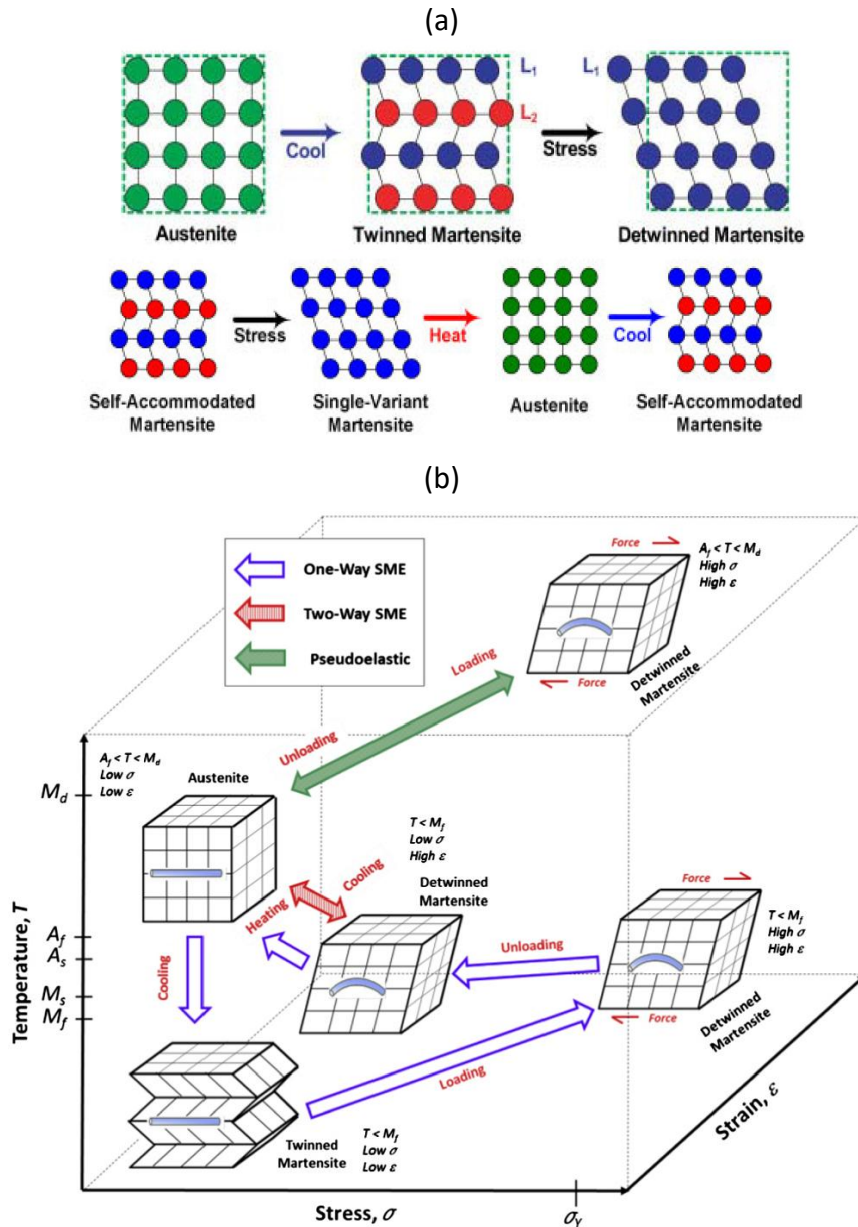 (a)
L1
L2
L1
Cool
Stress
Austenite
Twinned Martensite
Detwinned Martensite
Stress
Heat
Cool
Self-Accommodated
Martensite
Single-Variant
Martensite
Austenite
Self-Accommodated
Martensite
(b)
One-Way SME
Two-Way SME
Pseudoelastic
Force
Af < T < Md
High σ
High ε
Force
Detwinned
Martensite
Loading
Unloading
Af < T < Md
Low σ
Low ε
Austenite
Md
T < Mf
Low σ
High ε
Detwinned
Martensite
Cooling
Heating
Force
T < Mf
High σ
High ε
Unloading
Af
As
Ms
Mf
Cooling
Temperature, T
Force
Detwinned
Martensite
Loading
Twinned
Martensite
T < Mf
Low σ
Low ε
Strain, ε
Stress, σ
σY